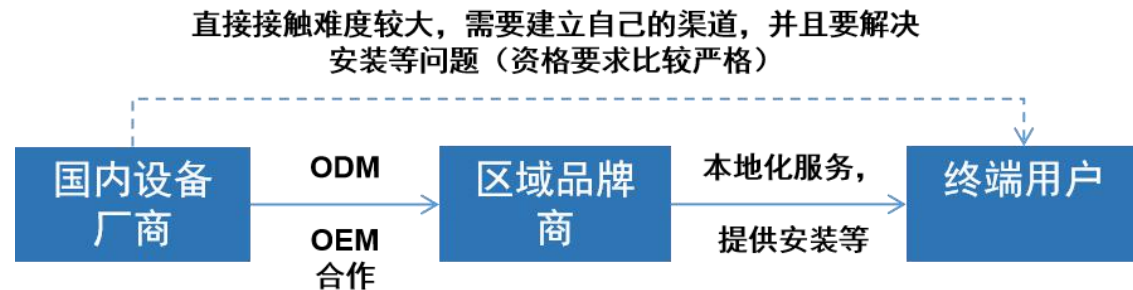 直接接触难度较大，需要建立自己的渠道，并且要解决
安装等问题（资格要求比较严格）
国内设备
厂商
ODM
OEM
合作
区域品牌
商
本地化服务，
提供安装等
终端用户